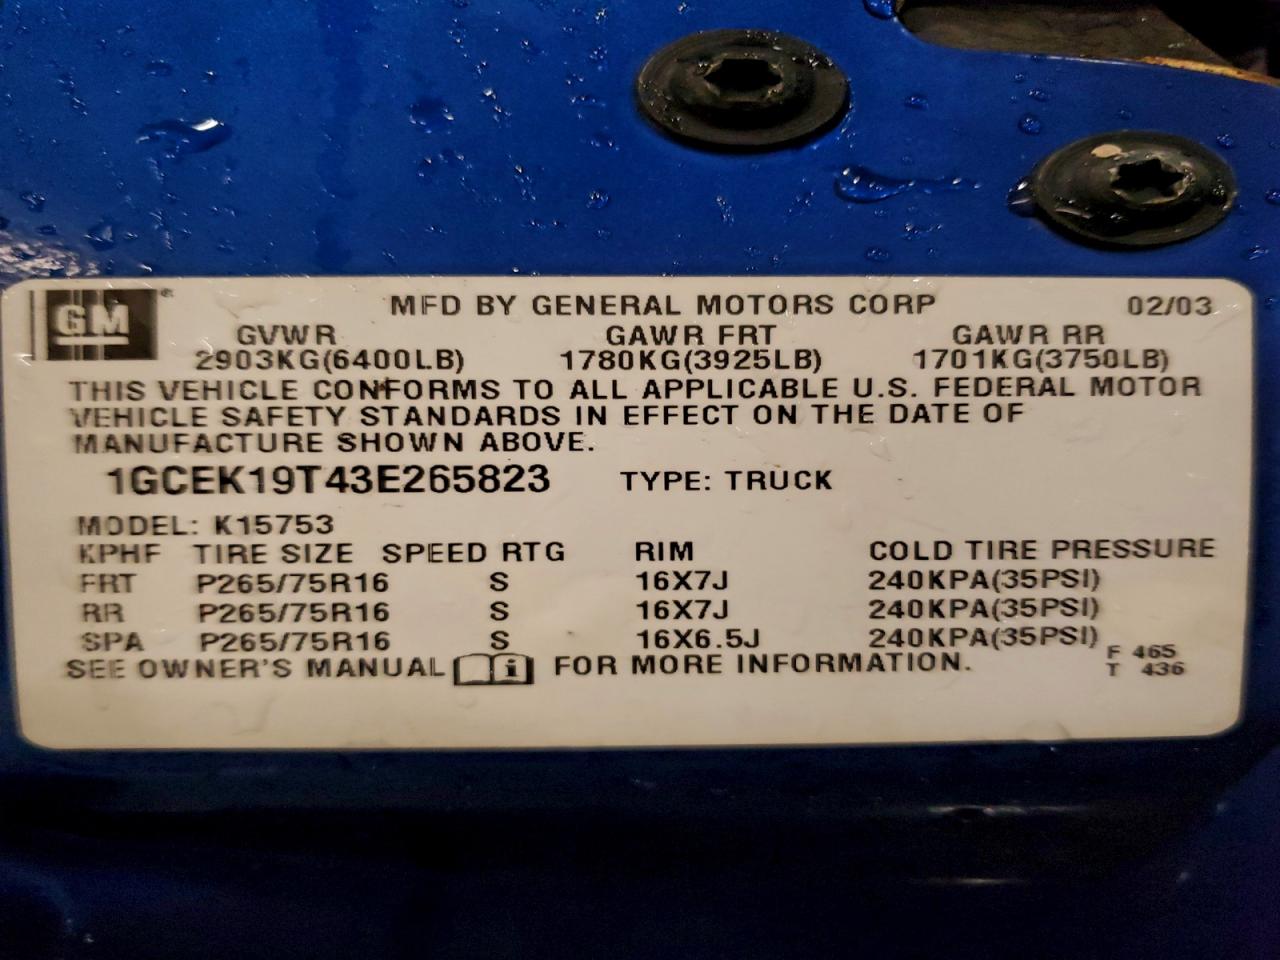 GM® MFD BY GENERAL MOTORS CORP 02/03
GVWR GAWR FRT GAWR RR
2903KG(6400LB) 1780KG(3925LB) 1701KG(3750LB)
THIS VEHICLE CONFORMS TO ALL APPLICABLE U.S. FEDERAL MOTOR
VEHICLE SAFETY STANDARDS IN EFFECT ON THE DATE OF
MANUFACTURE SHOWN ABOVE.
1GCEK19T43E265823 TYPE: TRUCK
MODEL: K15753
KPHF TIRE SIZE SPEED RTG RIM COLD TIRE PRESSURE
FRT P265/75R16 S 16X7J 240KPA(35PSI)
RR P265/75R16 S 16X7J 240KPA(35PSI)
SPA P265/75R16 S 16X6.5J 240KPA(35PSI)
SEE OWNER'S MANUAL i FOR MORE INFORMATION. F 465
T 436